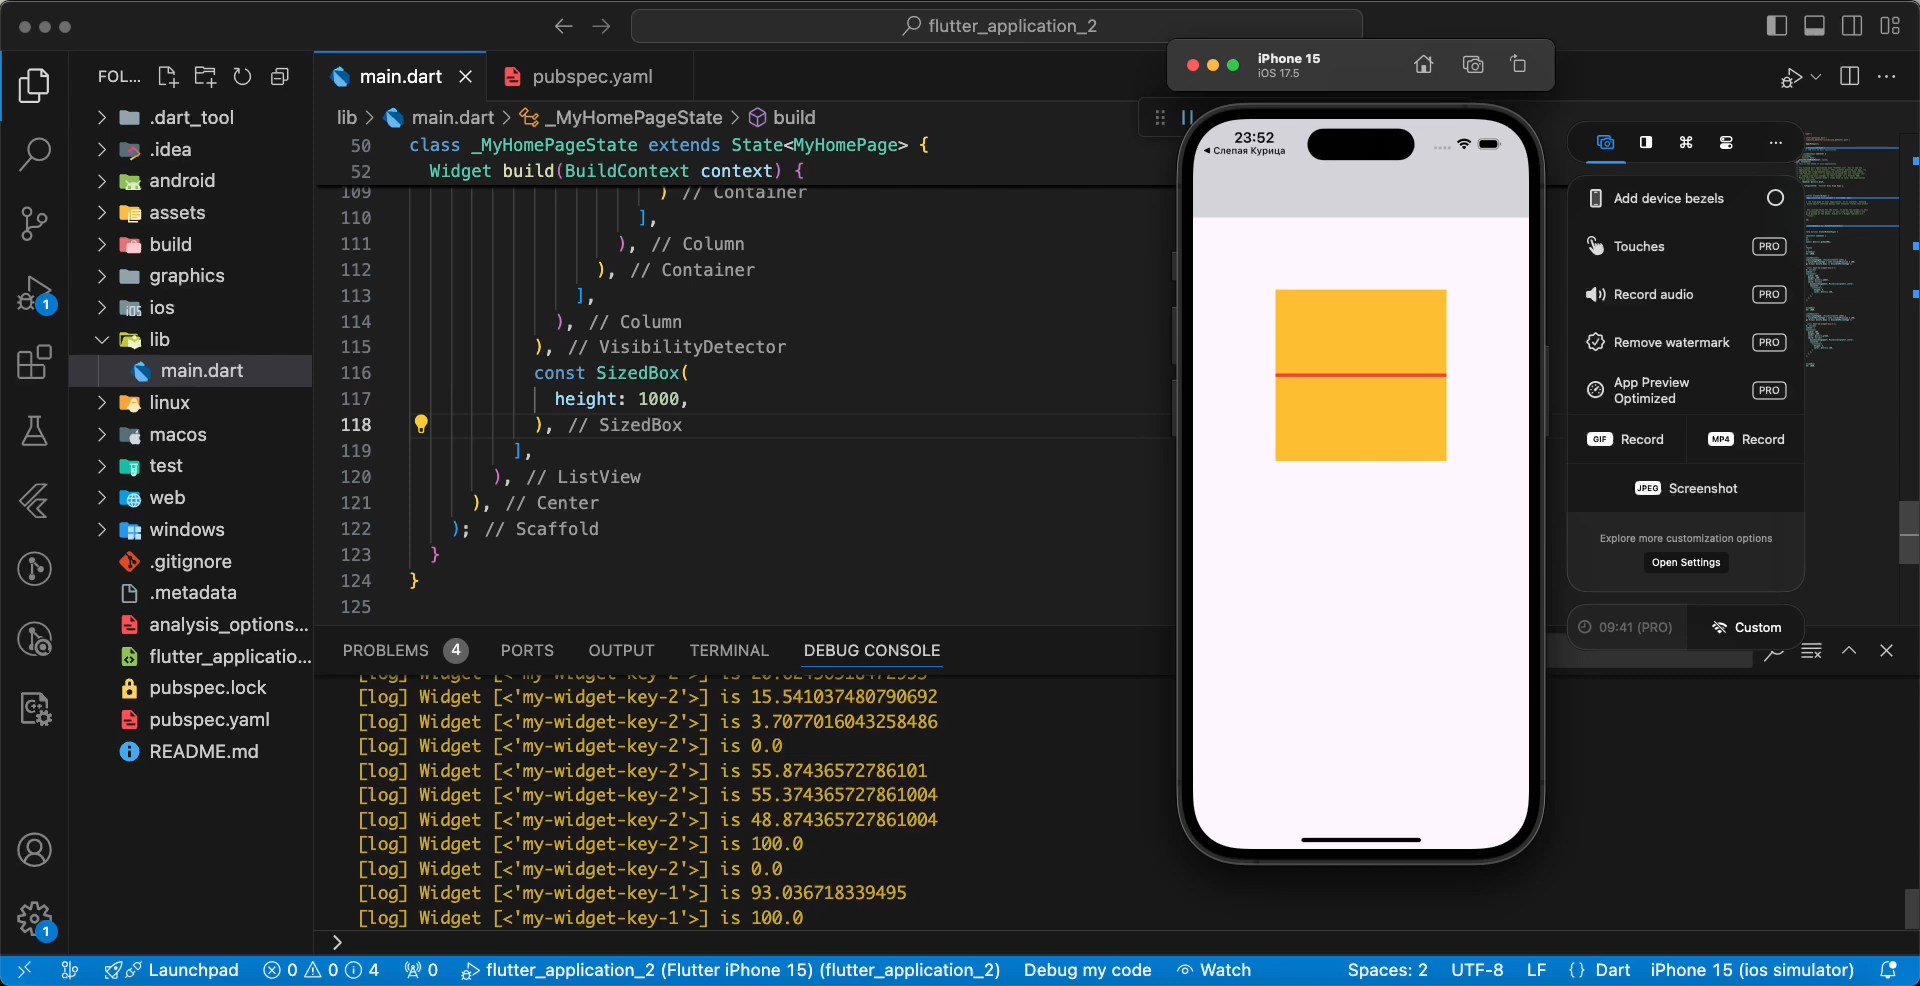 flutter_application_2
FOL...
main.dart
pubspec.yaml
lib > main.dart > _MyHomePageState > build
.dart_tool
.idea
android
assets
build
graphics
ios
lib
main.dart
linux
macos
test
web
windows
.gitignore
.metadata
analysis_options...
flutter_applicatio...
pubspec.lock
pubspec.yaml
README.md
50 class _MyHomePageState extends State<MyHomePage> {
52 Widget build(BuildContext context) {
109 ) // Container
110 ],
111 ), // Column
112 ), // Container
113 ],
114 ), // Column
115 ), // VisibilityDetector
116 const SizedBox(
117 height: 1000,
118 ), // SizedBox
119 ],
120 ), // ListView
121 ), // Center
122 ); // Scaffold
123 }
124 }
125
PROBLEMS 4 PORTS OUTPUT TERMINAL DEBUG CONSOLE
[log] Widget [<'my-widget-key-2'>] is 15.541037480790692
[log] Widget [<'my-widget-key-2'>] is 3.7077016043258486
[log] Widget [<'my-widget-key-2'>] is 0.0
[log] Widget [<'my-widget-key-2'>] is 55.87436572786101
[log] Widget [<'my-widget-key-2'>] is 55.374365727861004
[log] Widget [<'my-widget-key-2'>] is 48.874365727861004
[log] Widget [<'my-widget-key-2'>] is 100.0
[log] Widget [<'my-widget-key-2'>] is 0.0
[log] Widget [<'my-widget-key-1'>] is 93.036718339495
[log] Widget [<'my-widget-key-1'>] is 100.0
iPhone 15
iOS 17.5
23:52
Слепая Курица
Add device bezels
Touches PRO
Record audio PRO
Remove watermark PRO
App Preview
Optimized PRO
GIF Record MP4 Record
JPEG Screenshot
Explore more customization options
Open Settings
09:41 (PRO) Custom
1
1
Launchpad 0 0 4 0 flutter_application_2 (Flutter iPhone 15) (flutter_application_2) Debug my code Watch Spaces: 2 UTF-8 LF {} Dart iPhone 15 (ios simulator)